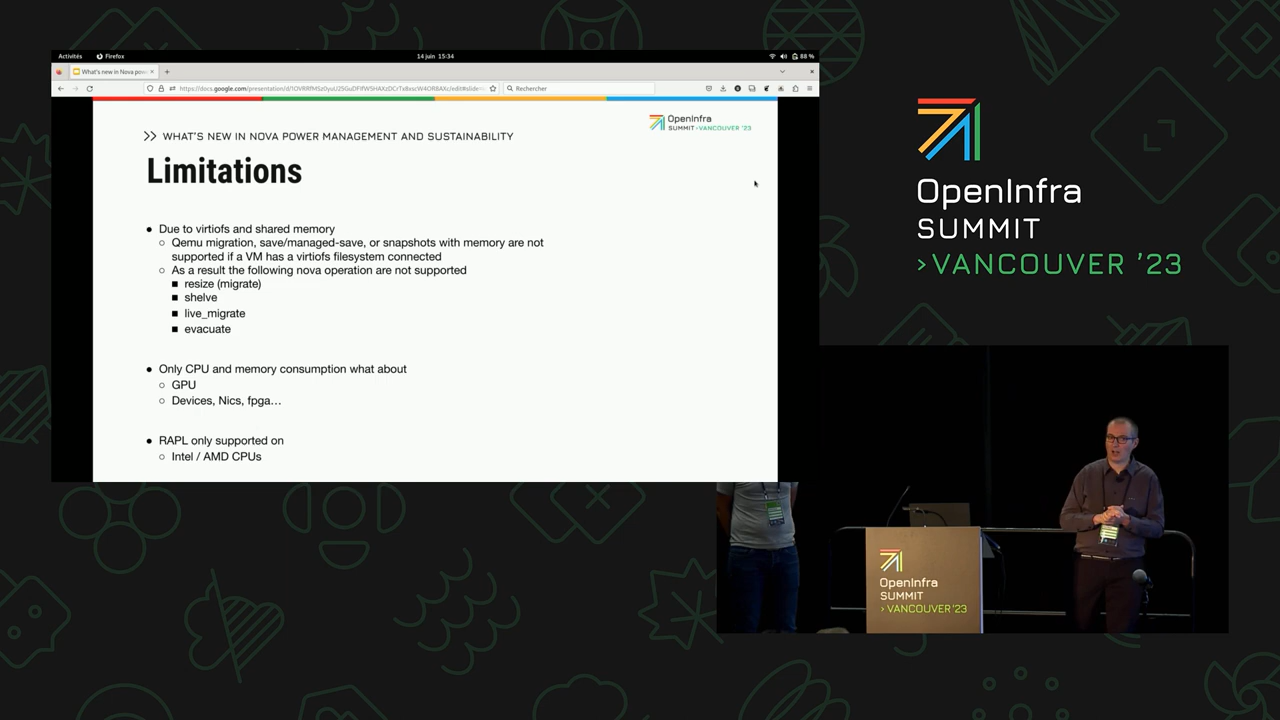 Activités
Firefox
14 juin 15:34
88 %
What's new in Nova pow
Rechercher
OpenInfra
SUMMIT >VANCOUVER '23
>> WHAT'S NEW IN NOVA POWER MANAGEMENT AND SUSTAINABILITY
Limitations
● Due to virtiofs and shared memory
○ Qemu migration, save/managed-save, or snapshots with memory are not
supported if a VM has a virtiofs filesystem connected
○ As a result the following nova operation are not supported
■ resize (migrate)
■ shelve
■ live_migrate
■ evacuate
● Only CPU and memory consumption what about
○ GPU
○ Devices, Nics, fpga…
● RAPL only supported on
○ Intel / AMD CPUs
OpenInfra
SUMMIT
>VANCOUVER '23
OpenInfra
SUMMIT
>VANCOUVER '23